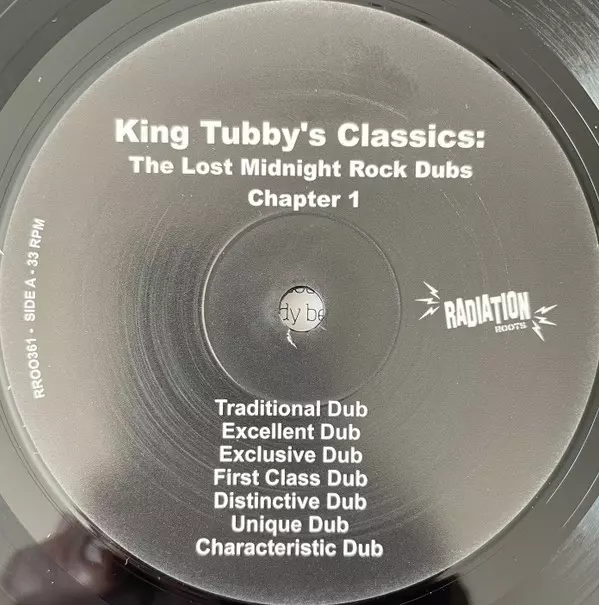 King Tubby's Classics:
The Lost Midnight Rock Dubs
Chapter 1
RROO361 - SIDE A - 33 RPM
RADIATION
ROOTS
Traditional Dub
Excellent Dub
Exclusive Dub
First Class Dub
Distinctive Dub
Unique Dub
Characteristic Dub